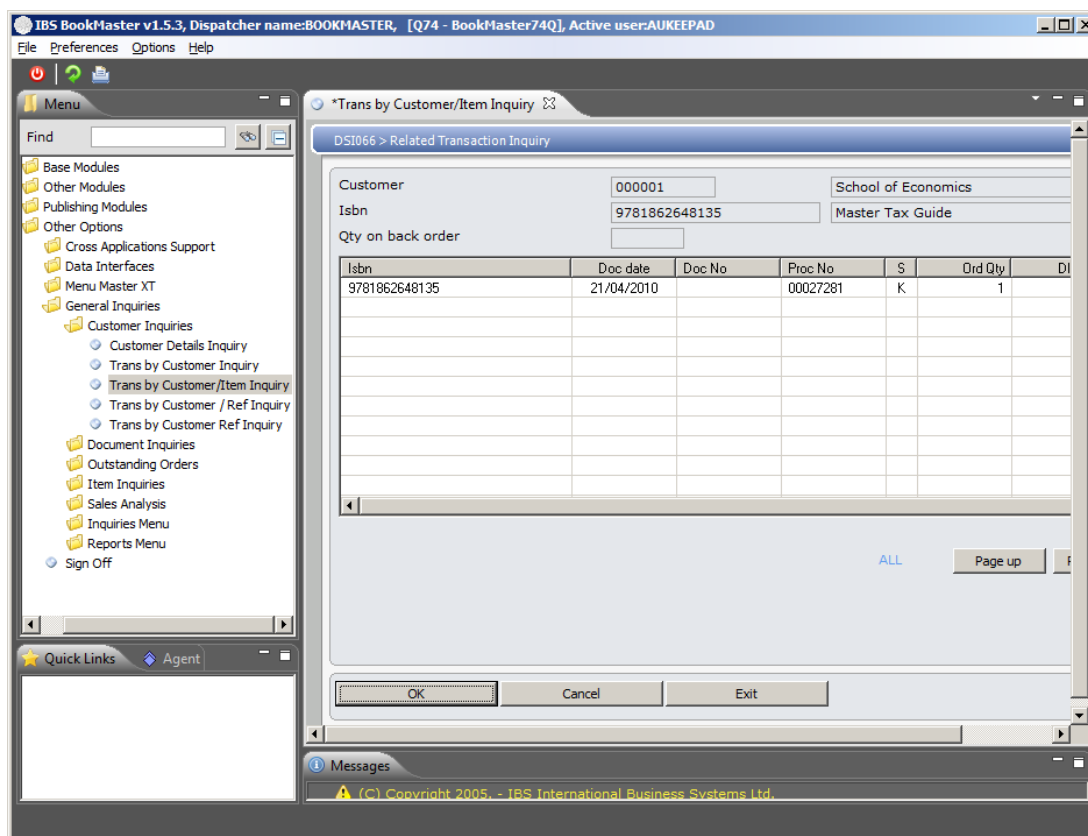 IBS BookMaster v1.5.3, Dispatcher name:BOOKMASTER, [Q74 - BookMaster74Q], Active user:AUKEEPAD
File Preferences Options Help
Menu
Find
Base Modules
Other Modules
Publishing Modules
Other Options
Cross Applications Support
Data Interfaces
Menu Master XT
General Inquiries
Customer Inquiries
Customer Details Inquiry
Trans by Customer Inquiry
Trans by Customer/Item Inquiry
Trans by Customer / Ref Inquiry
Trans by Customer Ref Inquiry
Document Inquiries
Outstanding Orders
Item Inquiries
Sales Analysis
Inquiries Menu
Reports Menu
Sign Off
Quick Links Agent
*Trans by Customer/Item Inquiry
DSI066 > Related Transaction Inquiry
Customer 000001 School of Economics
Isbn 9781862648135 Master Tax Guide
Qty on back order
Isbn Doc date Doc No Proc No S Ord Qty
9781862648135 21/04/2010 00027281 K 1
ALL Page up
OK Cancel Exit
Messages
(C) Copyright 2005. - IBS International Business Systems Ltd.